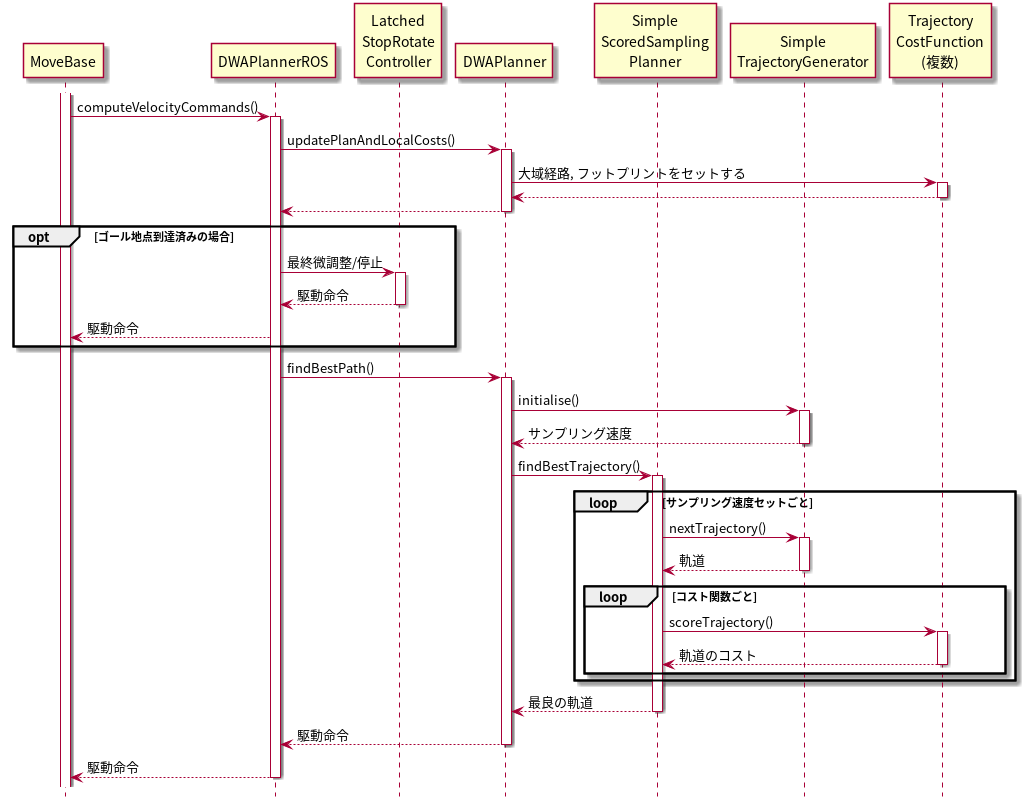 MoveBase
DWAPlannerROS
Latched
StopRotate
Controller
DWAPlanner
Simple
ScoredSampling
Planner
Simple
TrajectoryGenerator
Trajectory
CostFunction
(複数)
computeVelocityCommands()
updatePlanAndLocalCosts()
大域経路, フットプリントをセットする
opt
[ゴール地点到達済みの場合]
最終微調整/停止
駆動命令
駆動命令
findBestPath()
initialise()
サンプリング速度
findBestTrajectory()
loop
[サンプリング速度セットごと]
nextTrajectory()
軌道
loop
[コスト関数ごと]
scoreTrajectory()
軌道のコスト
最良の軌道
駆動命令
駆動命令